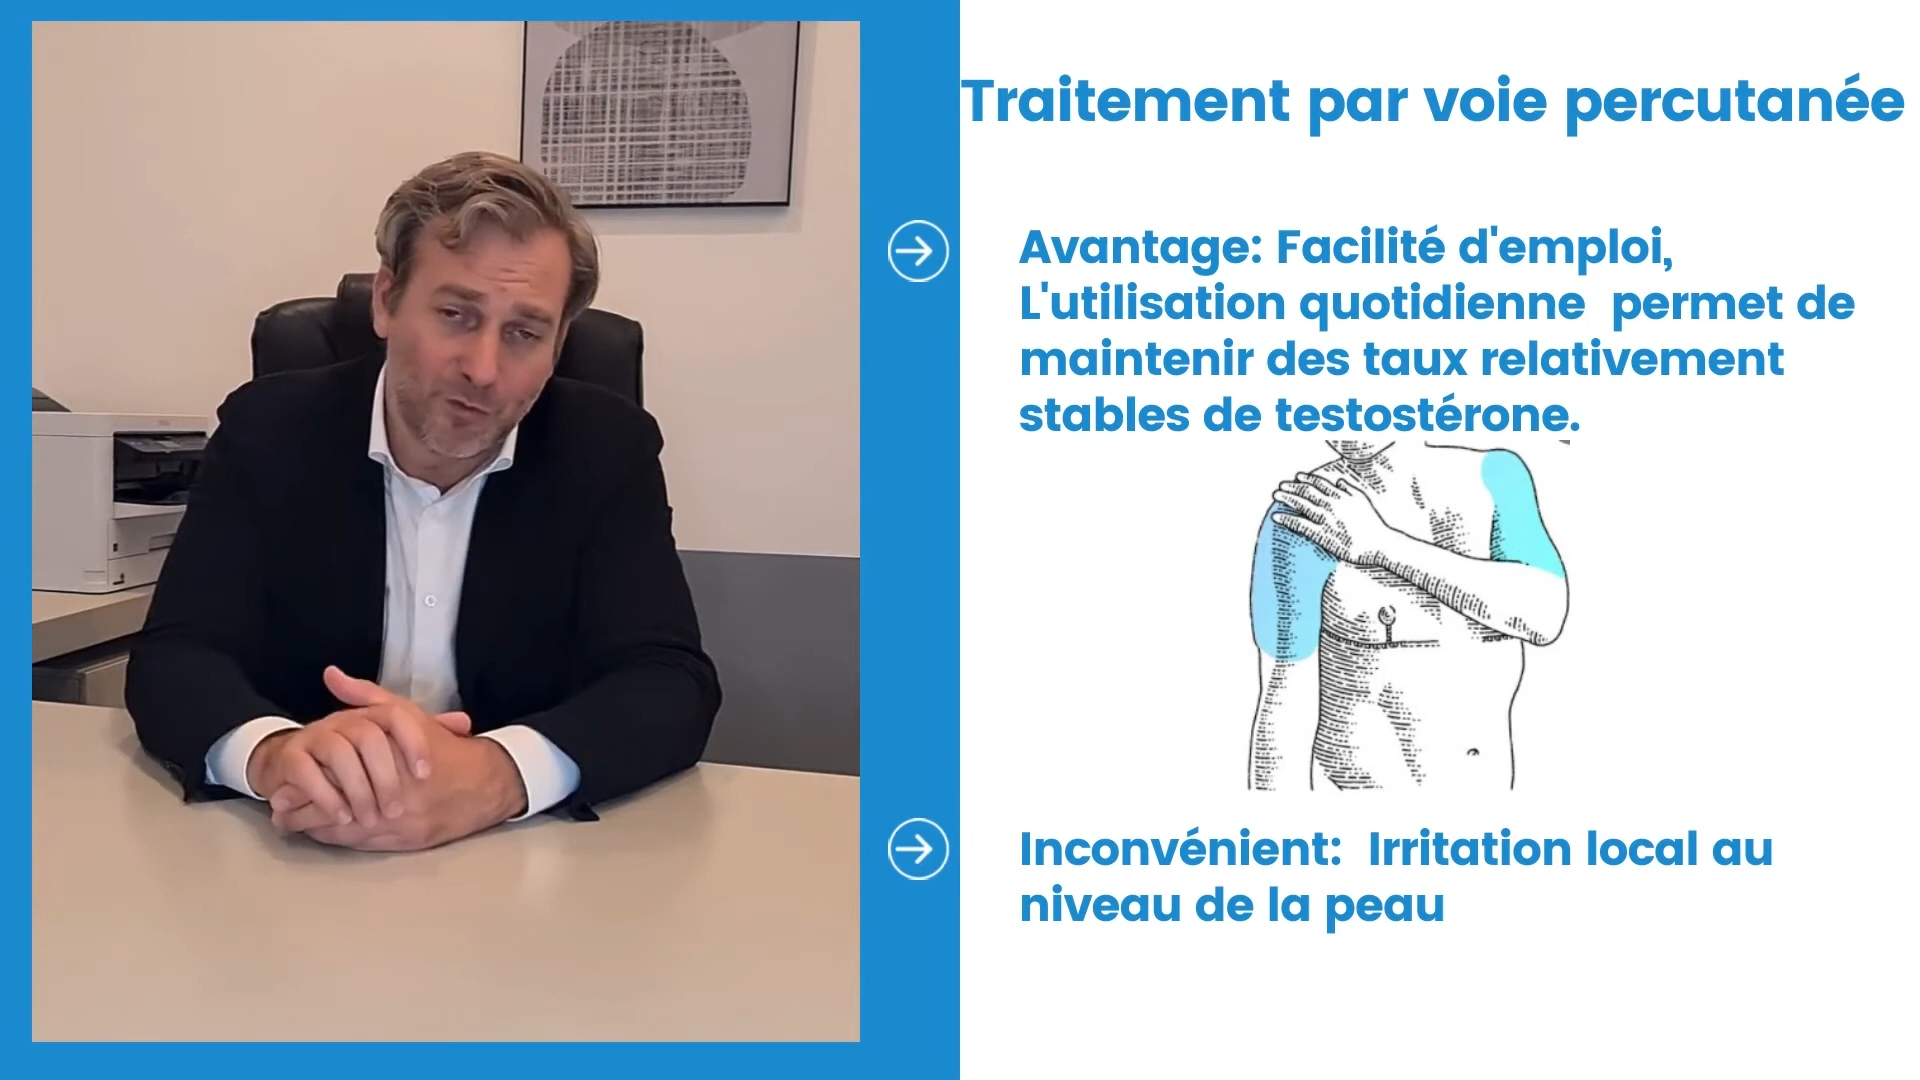 Traitement par voie percutanée
Avantage: Facilité d'emploi,
L'utilisation quotidienne  permet de
maintenir des taux relativement
stables de testostérone.
Inconvénient:  Irritation local au
niveau de la peau